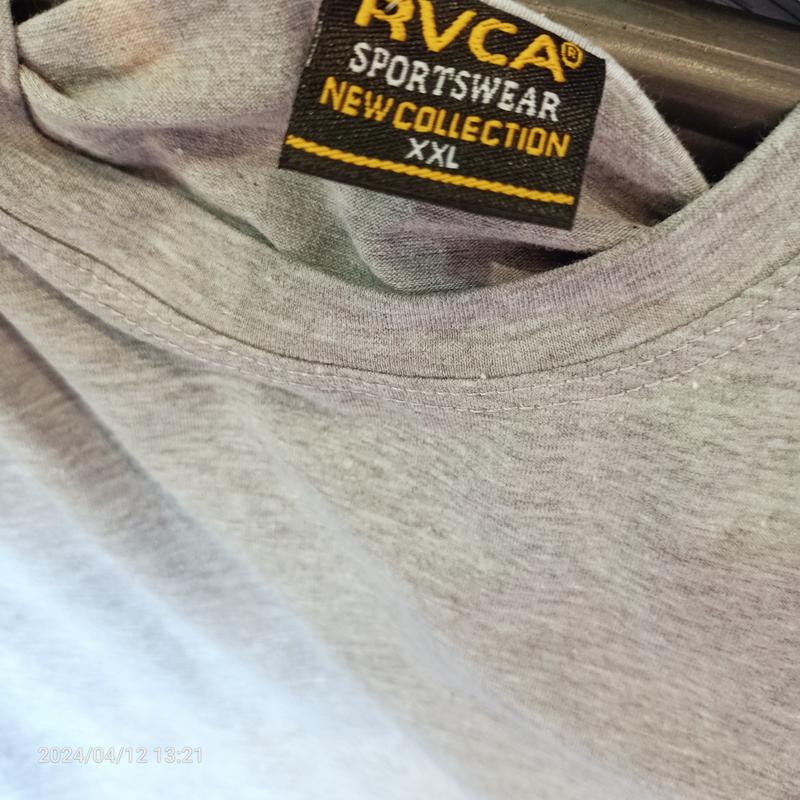 RVCA®
SPORTSWEAR
NEW COLLECTION
XXL
2024/04/12 13:21